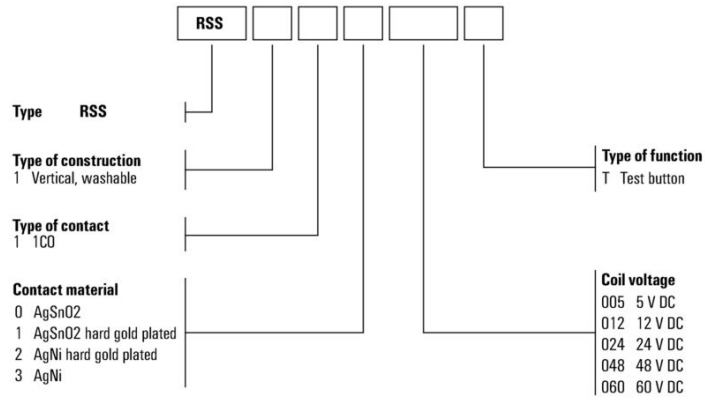 RSS
Type RSS
Type of construction
1 Vertical, washable
Type of contact
1 1CO
Contact material
0 AgSnO2
1 AgSnO2 hard gold plated
2 AgNi hard gold plated
3 AgNi
Type of function
T Test button
Coil voltage
005 5 V DC
012 12 V DC
024 24 V DC
048 48 V DC
060 60 V DC